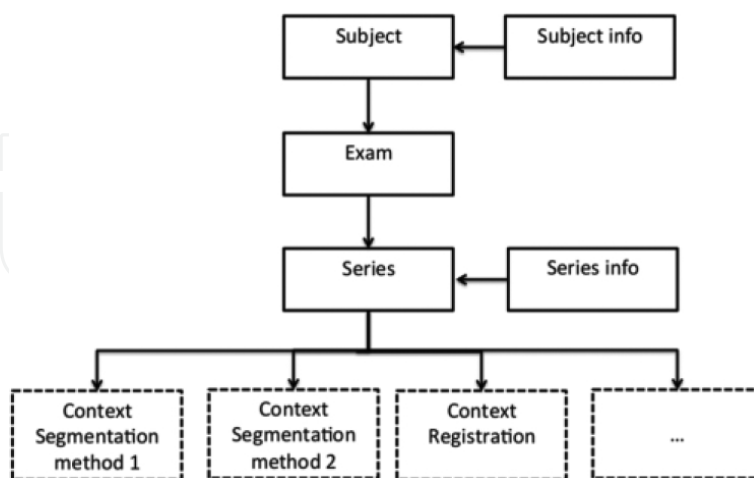 Subject
Subject info
Exam
Series
Series info
Context
Segmentation
method 1
Context
Segmentation
method 2
Context
Registration
...